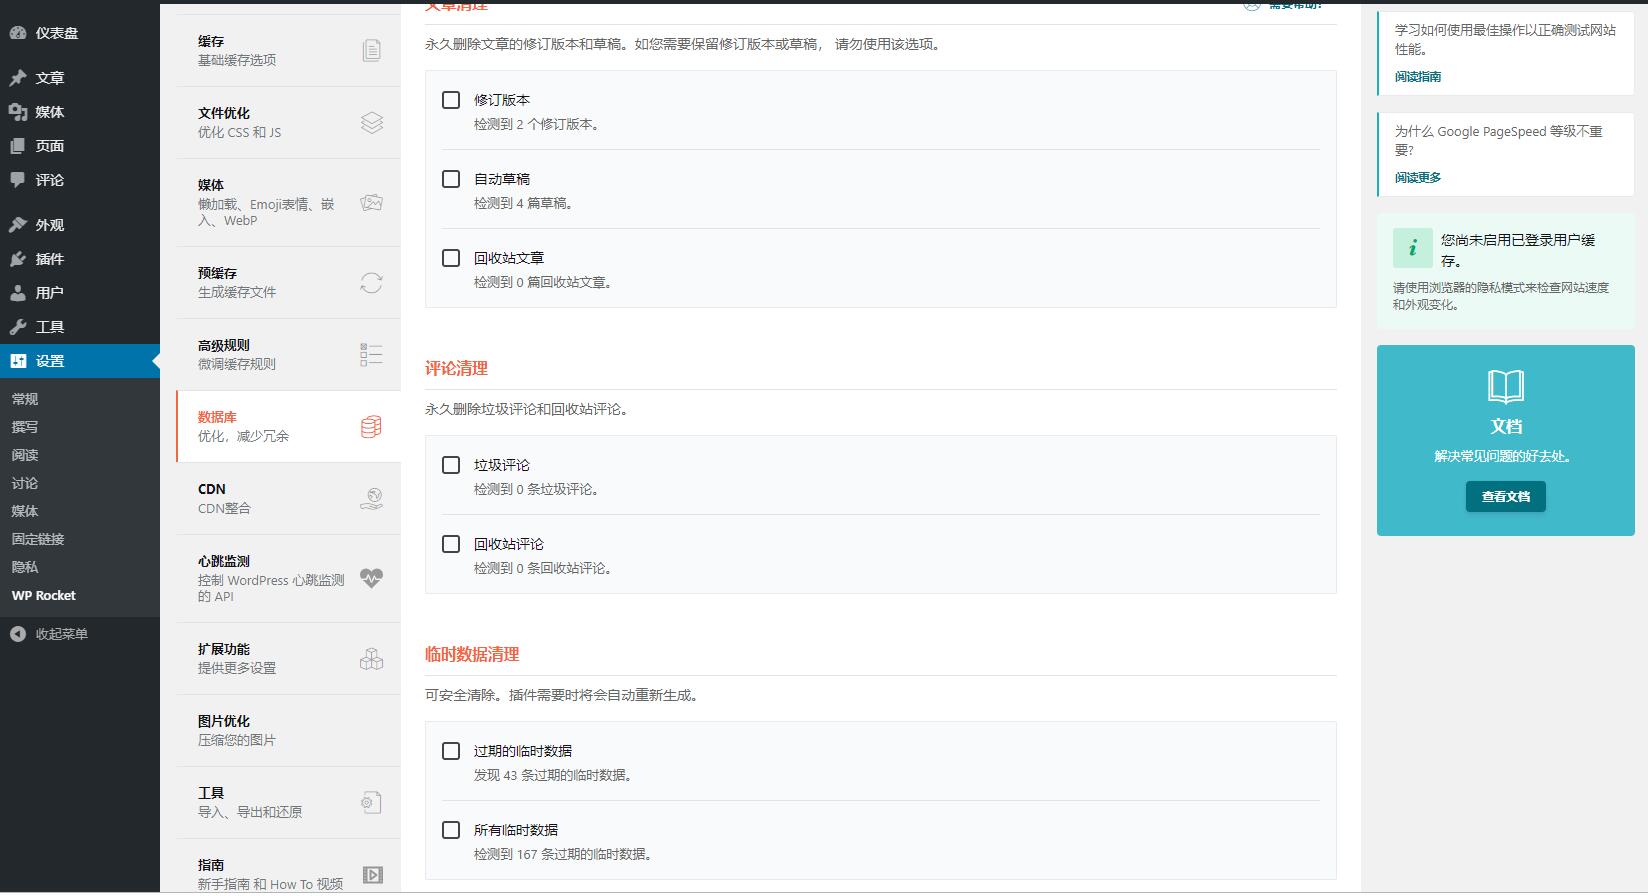 仪表盘
文章
媒体
页面
评论
外观
插件
用户
工具
设置
常规
撰写
阅读
讨论
媒体
固定链接
隐私
WP Rocket
收起菜单
缓存
基础缓存选项
文件优化
优化 CSS 和 JS
媒体
懒加载、Emoji表情、嵌
入、WebP
预缓存
生成缓存文件
高级规则
微调缓存规则
数据库
优化，减少冗余
CDN
CDN整合
心跳监测
控制 WordPress 心跳监测
的 API
扩展功能
提供更多设置
图片优化
压缩您的图片
工具
导入、导出和还原
指南
新手指南 和 How To 视频
文章清理
需要帮助?
永久删除文章的修订版本和草稿。如您需要保留修订版本或草稿， 请勿使用该选项。
修订版本
检测到 2 个修订版本。
自动草稿
检测到 4 篇草稿。
回收站文章
检测到 0 篇回收站文章。
评论清理
永久删除垃圾评论和回收站评论。
垃圾评论
检测到 0 条垃圾评论。
回收站评论
检测到 0 条回收站评论。
临时数据清理
可安全清除。插件需要时将会自动重新生成。
过期的临时数据
发现 43 条过期的临时数据。
所有临时数据
检测到 167 条过期的临时数据。
学习如何使用最佳操作以正确测试网站
性能。
阅读指南
为什么 Google PageSpeed 等级不重
要?
阅读更多
您尚未启用已登录用户缓
存。
请使用浏览器的隐私模式来检查网站速度
和外观变化。
文档
解决常见问题的好去处。
查看文档